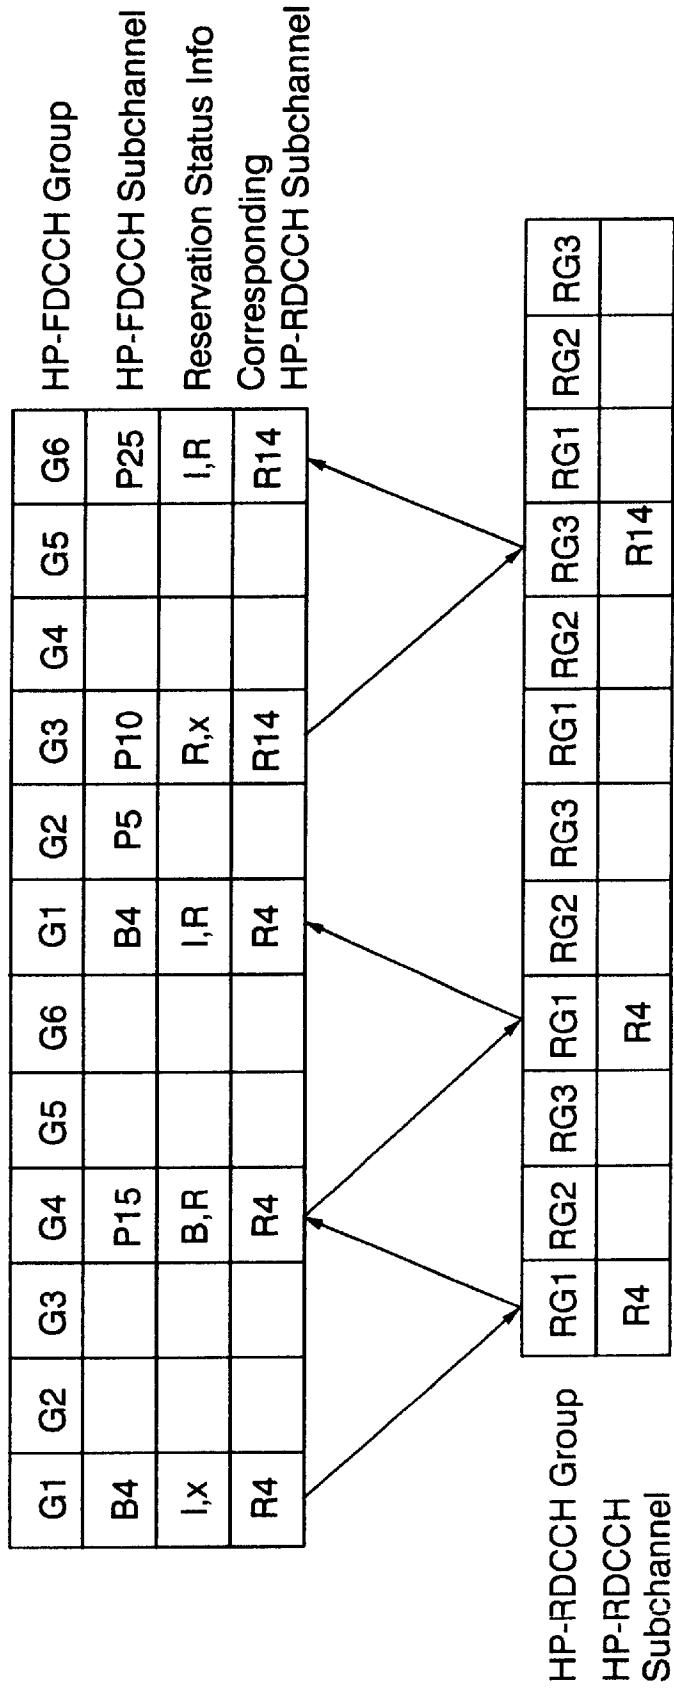 G1 G2 G3 G4 G5 G6 G1 G2 G3 G4 G5 G6 HP-FDCCH Group
B4 P15 B4 P5 P10 P25 HP-FDCCH Subchannel
I,x B,R I,R R,x I,R Reservation Status Info
R4 R4 R4 R14 R14 Corresponding
HP-RDCCH Subchannel
HP-RDCCH Group RG1 RG2 RG3 RG1 RG2 RG3 RG1 RG2 RG3 RG1 RG2 RG3
HP-RDCCH
Subchannel R4 R4 R14